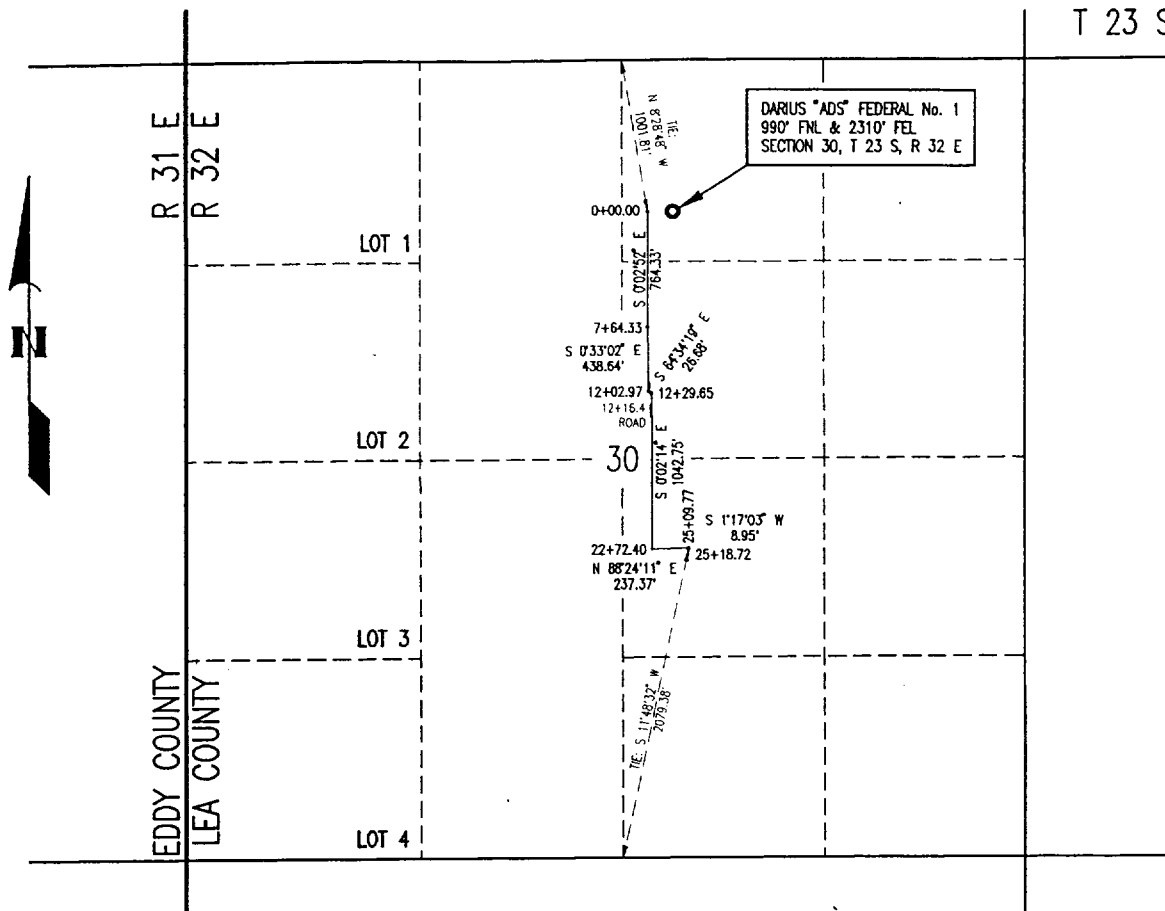 T 23 S
R 31 E
R 32 E
DARIUS "ADS" FEDERAL No. 1
990' FNL & 2310' FEL
SECTION 30, T 23 S, R 32 E
TIE:
N 8°28'48" W
1001.81'
0+00.00
LOT 1
S 0°02'52" E
764.33'
N
7+64.33
S 0°33'02" E
438.64'
S 64°34'19" E
26.68'
12+02.97
12+29.65
12+16.4
ROAD
LOT 2
30
S 0°02'14" E
1042.75'
25+09.77
S 1°17'03" W
8.95'
22+72.40
25+18.72
N 88°24'11" E
237.37'
LOT 3
TIE: S 11°48'32" W
2079.38'
EDDY COUNTY
LEA COUNTY
LOT 4